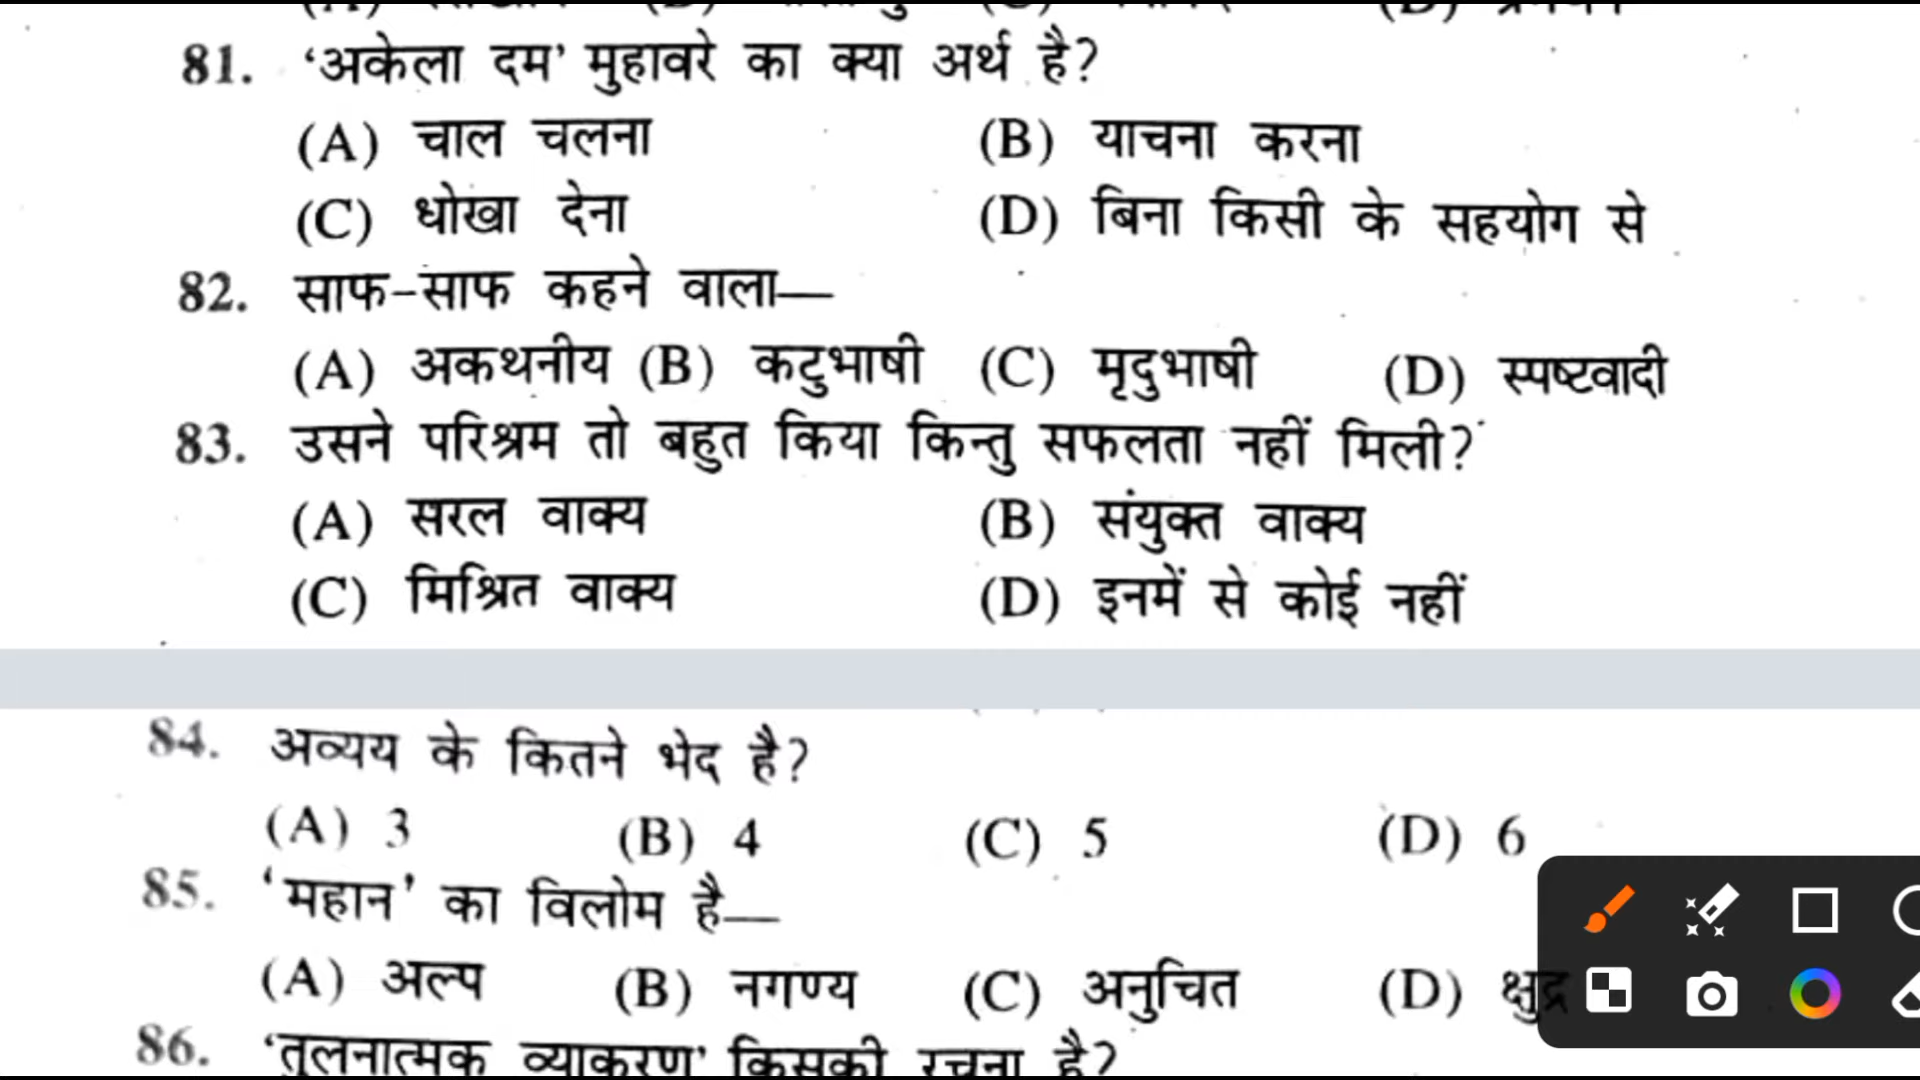 81. ‘अकेला दम’ मुहावरे का क्या अर्थ है?
(A) चाल चलना (B) याचना करना
(C) धोखा देना (D) बिना किसी के सहयोग से
82. साफ-साफ कहने वाला—
(A) अकथनीय (B) कटुभाषी (C) मृदुभाषी (D) स्पष्टवादी
83. उसने परिश्रम तो बहुत किया किन्तु सफलता नहीं मिली?
(A) सरल वाक्य (B) संयुक्त वाक्य
(C) मिश्रित वाक्य (D) इनमें से कोई नहीं
84. अव्यय के कितने भेद है?
(A) 3 (B) 4 (C) 5 (D) 6
85. ‘महान’ का विलोम है—
(A) अल्प (B) नगण्य (C) अनुचित (D) क्षुद्र
86. ‘तुलनात्मक व्याकरण’ किसकी रचना है?